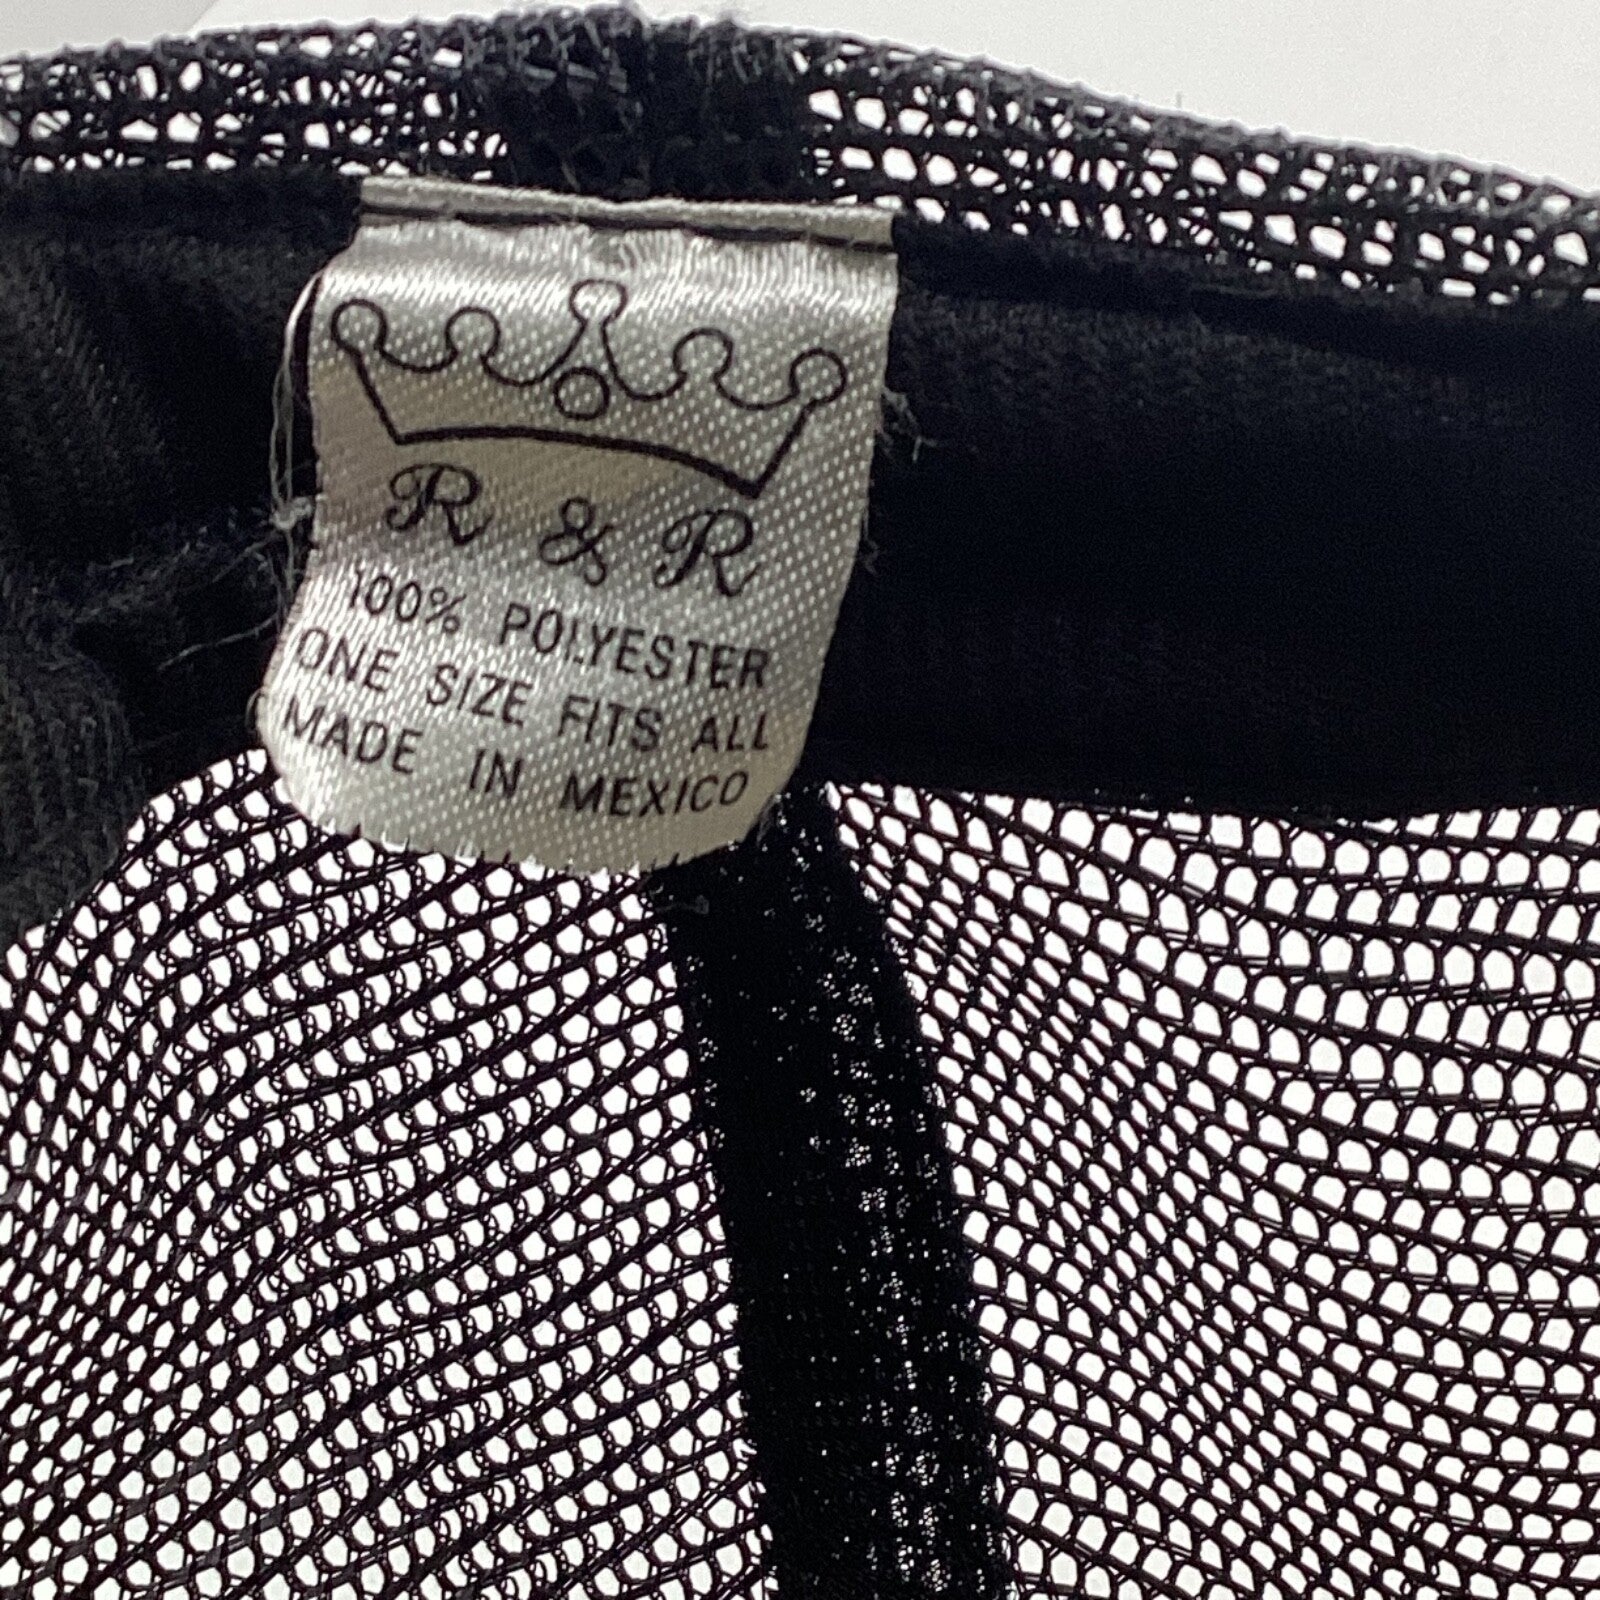 R & R
100% POLYESTER
ONE SIZE FITS ALL
MADE IN MEXICO